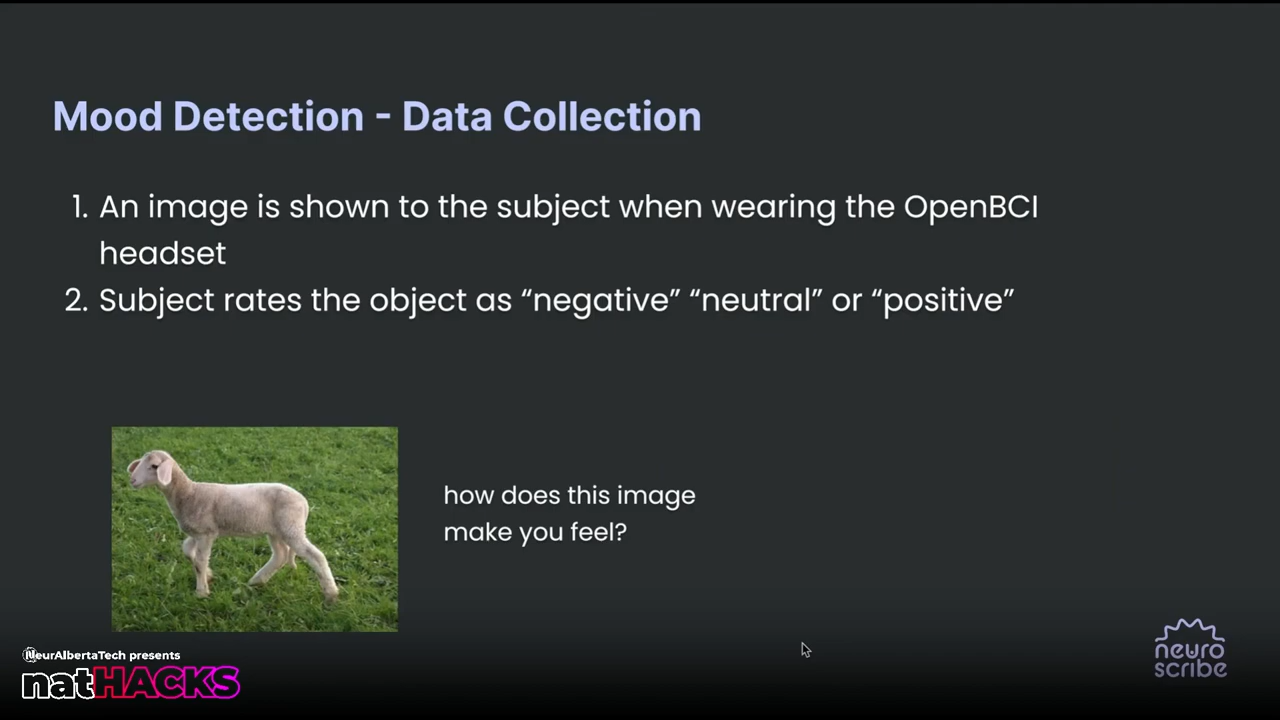 Mood Detection - Data Collection
1. An image is shown to the subject when wearing the OpenBCI
headset
2. Subject rates the object as “negative” “neutral” or “positive”
how does this image
make you feel?
NeurAlbertaTech presents
natHACKS
neuro
scribe